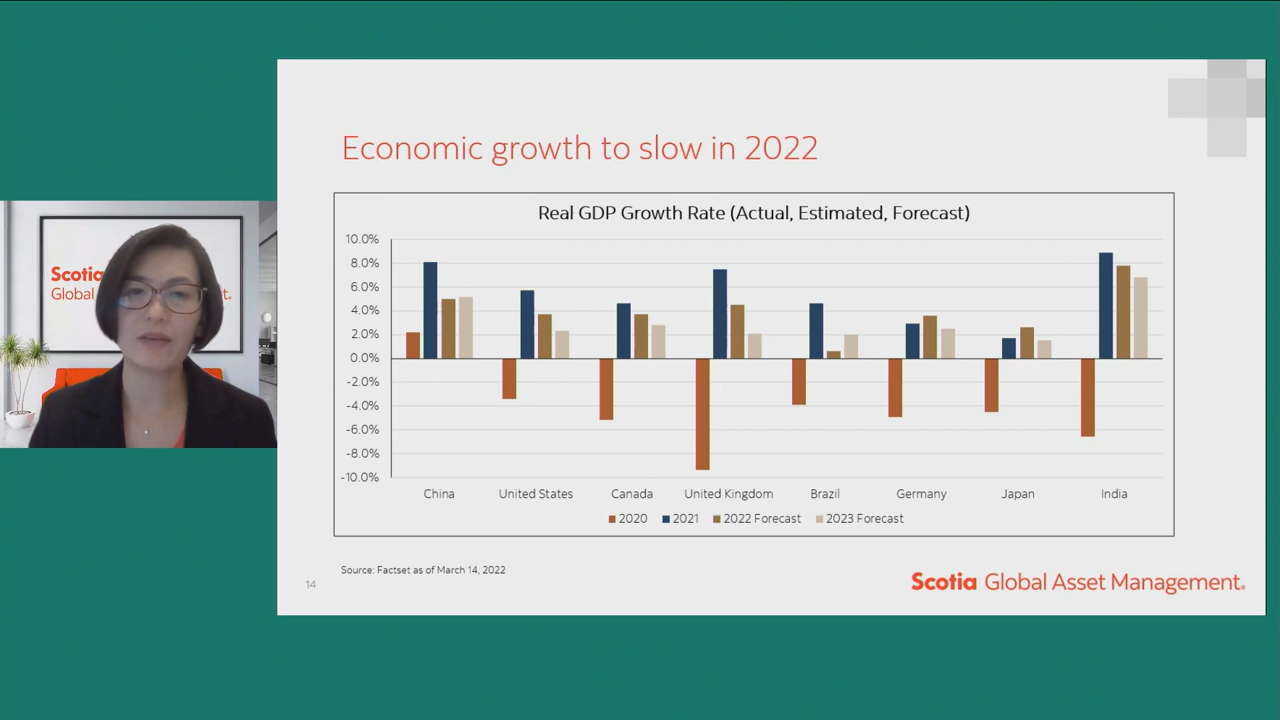 Economic growth to slow in 2022
Real GDP Growth Rate (Actual, Estimated, Forecast)
10.0%
8.0%
6.0%
4.0%
2.0%
0.0%
-2.0%
-4.0%
-6.0%
-8.0%
-10.0%
China United States Canada United Kingdom Brazil Germany Japan India
2020 2021 2022 Forecast 2023 Forecast
Source: Factset as of March 14, 2022
14
Scotia Global Asset Management.
Scotia
Global
t.